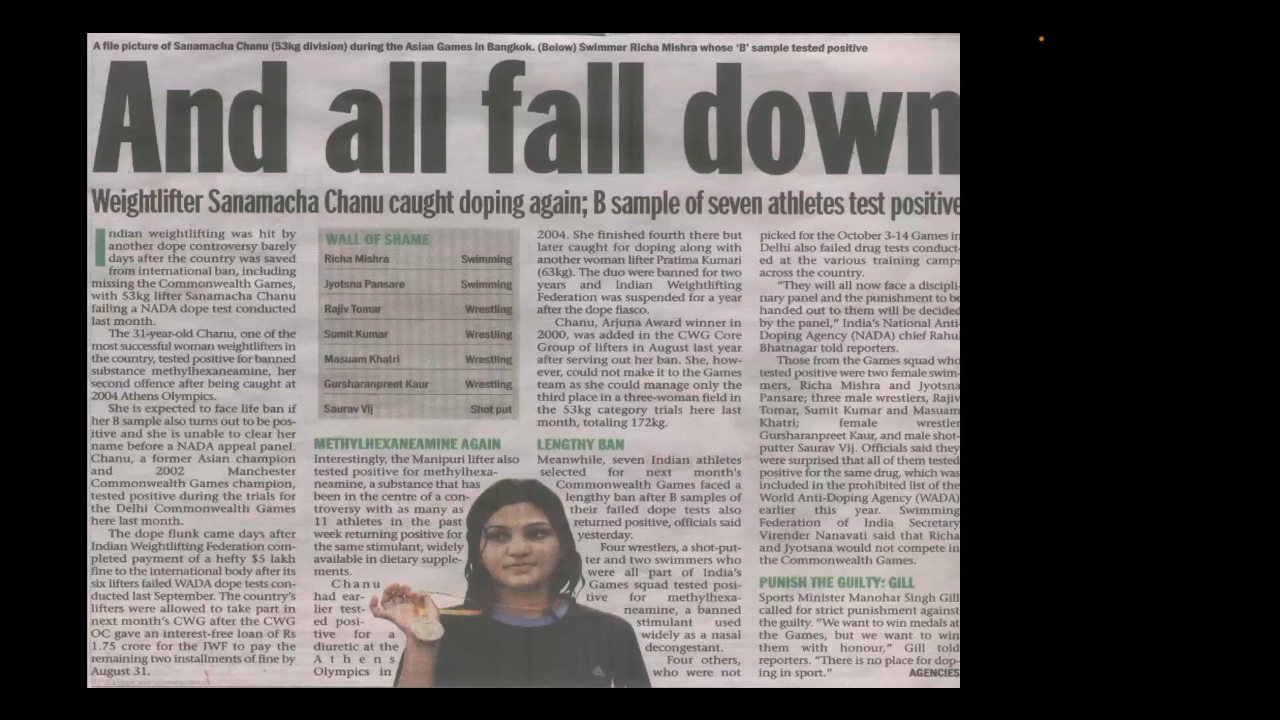 A file picture of Sanamacha Chanu (53kg division) during the Asian Games in Bangkok. (Below) Swimmer Richa Mishra whose ‘B’ sample tested positive
And all fall down
Weightlifter Sanamacha Chanu caught doping again; B sample of seven athletes test positive
Indian weightlifting was hit by
another dope controversy barely
days after the country was saved
from international ban, including
missing the Commonwealth Games,
with 53kg lifter Sanamacha Chanu
failing a NADA dope test conducted
last month.
The 31-year-old Chanu, one of the
most successful woman weightlifters in
the country, tested positive for banned
substance methylhexaneamine, her
second offence after being caught at
2004 Athens Olympics.
She is expected to face life ban if
her B sample also turns out to be pos-
itive and she is unable to clear her
name before a NADA appeal panel.
Chanu, a former Asian champion
and 2002 Manchester
Commonwealth Games champion,
tested positive during the trials for
the Delhi Commonwealth Games
here last month.
The dope flunk came days after
Indian Weightlifting Federation com-
pleted payment of a hefty $5 lakh
fine to the international body after its
six lifters failed WADA dope tests con-
ducted last September. The country's
lifters were allowed to take part in
next month's CWG after the CWG
OC gave an interest-free loan of Rs
1.75 crore for the IWF to pay the
remaining two installments of fine by
August 31.
WALL OF SHAME
Richa Mishra Swimming
Jyotsna Pansare Swimming
Rajiv Tomar Wrestling
Sumit Kumar Wrestling
Masuam Khatri Wrestling
Gursharanpreet Kaur Wrestling
Saurav Vij Shot put
METHYLHEXANEAMINE AGAIN
Interestingly, the Manipuri lifter also
tested positive for methylhexa-
neamine, a substance that has
been in the centre of a con-
troversy with as many as
11 athletes in the past
week returning positive for
the same stimulant, widely
available in dietary supple-
ments.
Chanu
had ear-
lier test-
ed posi-
tive for a
diuretic at the
Athens
Olympics in
2004. She finished fourth there but
later caught for doping along with
another woman lifter Pratima Kumari
(63kg). The duo were banned for two
years and Indian Weightlifting
Federation was suspended for a year
after the dope fiasco.
Chanu, Arjuna Award winner in
2000, was added in the CWG Core
Group of lifters in August last year
after serving out her ban. She, how-
ever, could not make it to the Games
team as she could manage only the
third place in a three-woman field in
the 53kg category trials here last
month, totaling 172kg.
LENGTHY BAN
Meanwhile, seven Indian athletes
selected for next month's
Commonwealth Games faced a
lengthy ban after B samples of
their failed dope tests also
returned positive, officials said
yesterday.
Four wrestlers, a shot-put-
ter and two swimmers who
were all part of India's
Games squad tested posi-
tive for methylhexa-
neamine, a banned
stimulant used
widely as a nasal
decongestant.
Four others,
who were not
picked for the October 3-14 Games in
Delhi also failed drug tests conduct-
ed at the various training camps
across the country.
“They will all now face a discipli-
nary panel and the punishment to be
handed out to them will be decided
by the panel,” India's National Anti-
Doping Agency (NADA) chief Rahul
Bhatnagar told reporters.
Those from the Games squad who
tested positive were two female swim-
mers, Richa Mishra and Jyotsna
Pansare; three male wrestlers, Rajiv
Tomar, Sumit Kumar and Masuam
Khatri; female wrestler
Gursharanpreet Kaur, and male shot-
putter Saurav Vij. Officials said they
were surprised that all of them tested
positive for the same drug, which was
included in the prohibited list of the
World Anti-Doping Agency (WADA)
earlier this year. Swimming
Federation of India Secretary
Virender Nanavati said that Richa
and Jyotsana would not compete in
the Commonwealth Games.
PUNISH THE GUILTY: GILL
Sports Minister Manohar Singh Gill
called for strict punishment against
the guilty. “We want to win medals at
the Games, but we want to win
them with honour,” Gill told
reporters. “There is no place for dop-
ing in sport.” AGENCIES